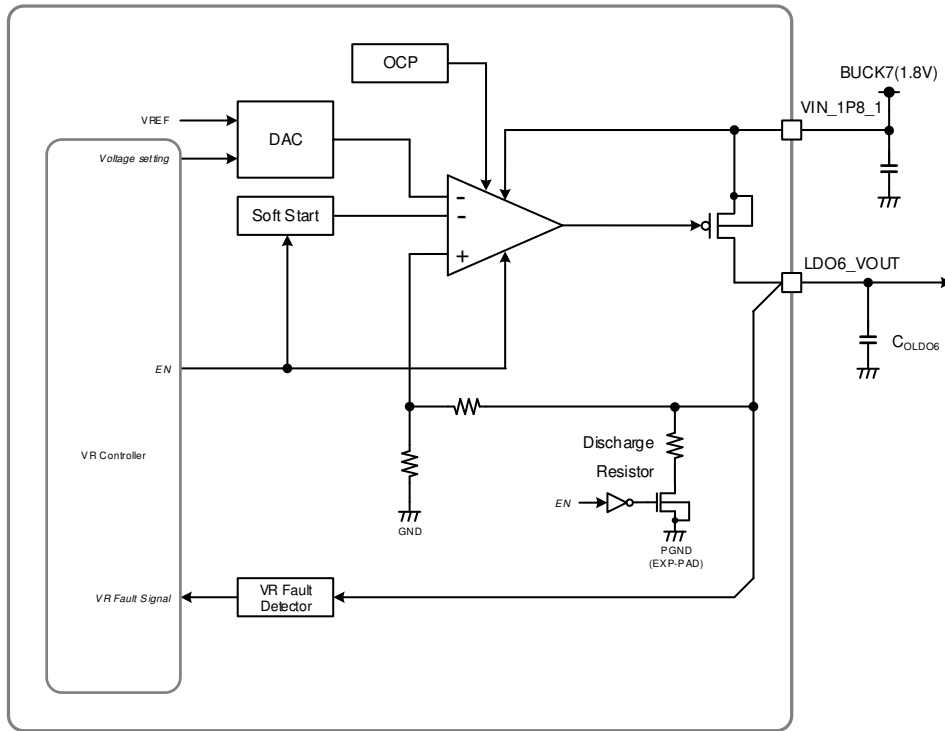 OCP
BUCK7(1.8V)
VIN_1P8_1
VREF
DAC
Voltage setting
Soft Start
-
-
+
LDO6_VOUT
COLDO6
EN
VR Controller
Discharge
Resistor
EN
GND
PGND
(EXP-PAD)
VR Fault Signal
VR Fault
Detector